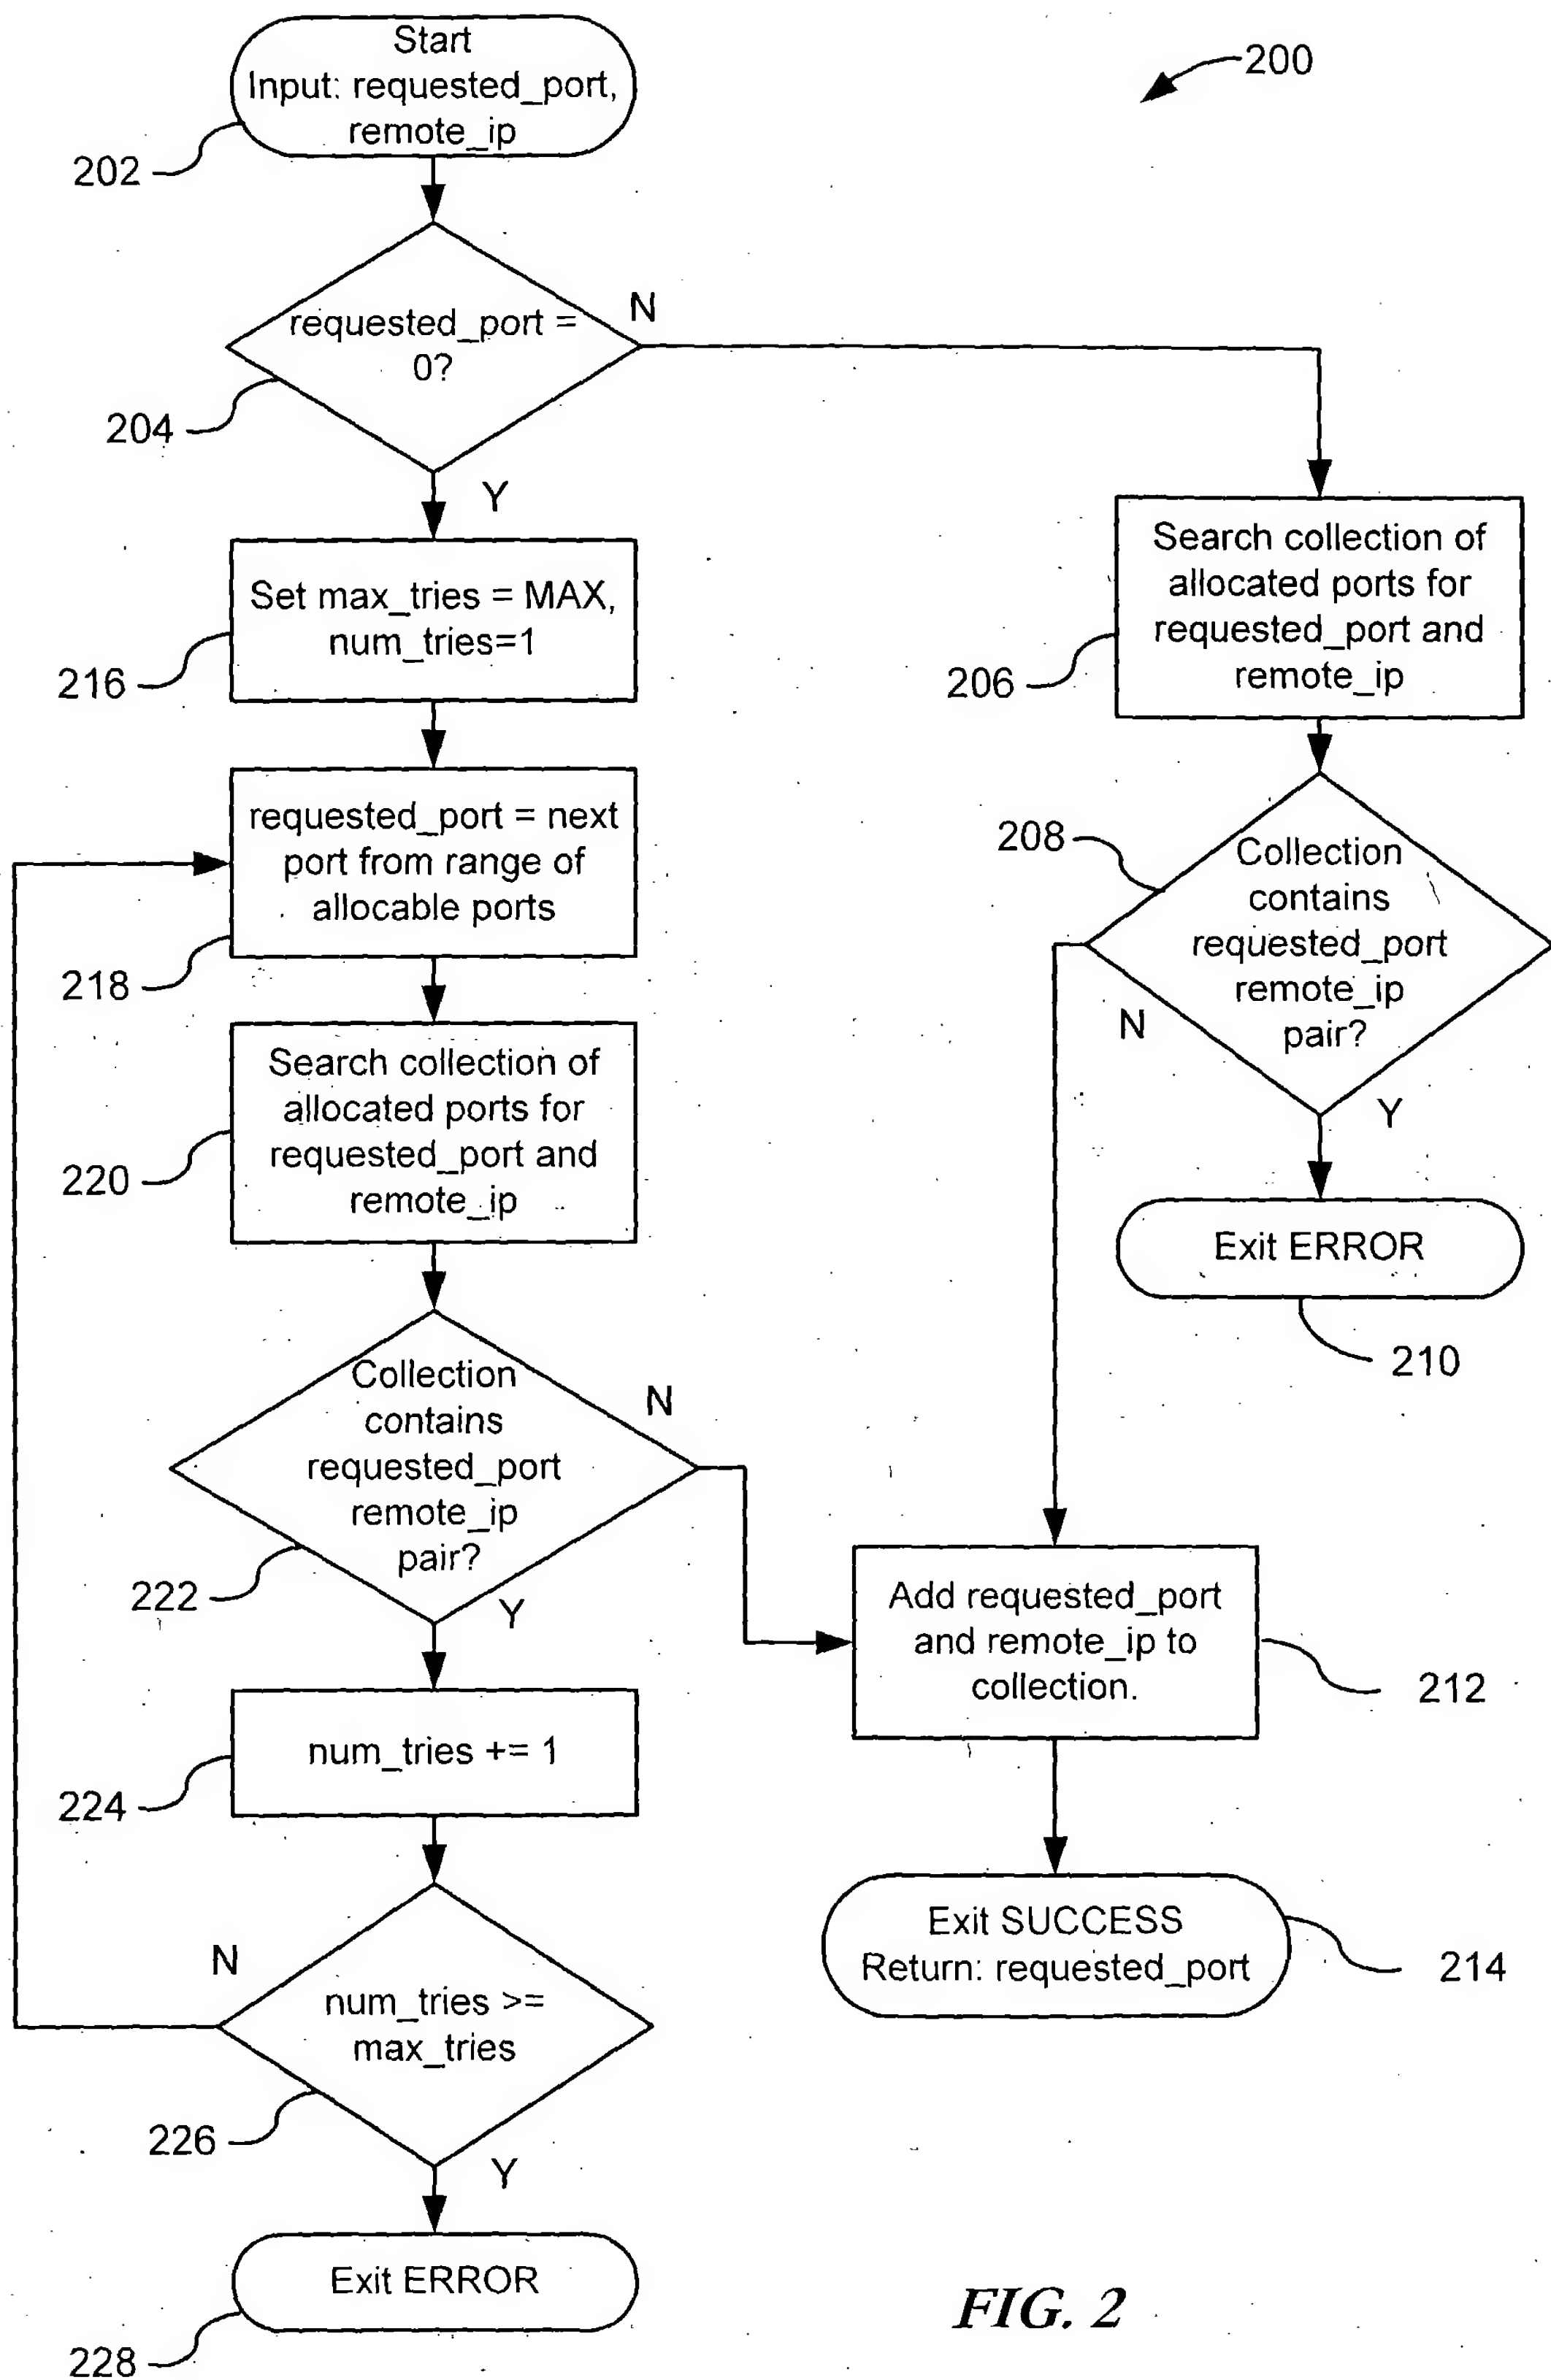 Start
Input: requested_port,
remote_ip
200
202
requested_port =
0?
N
204
Y
Set max_tries = MAX,
num_tries=1
216
Search collection of
allocated ports for
requested_port and
remote_ip
206
requested_port = next
port from range of
allocable ports
218
208
Collection
contains
requested_port
remote_ip
pair?
N
Y
Search collection of
allocated ports for
requested_port and
remote_ip
220
Exit ERROR
210
Collection
contains
requested_port
remote_ip
pair?
N
222
Y
Add requested_port
and remote_ip to
collection.
212
num_tries += 1
224
Exit SUCCESS
Return: requested_port
214
N
num_tries >=
max_tries
226
Y
Exit ERROR
228
FIG. 2